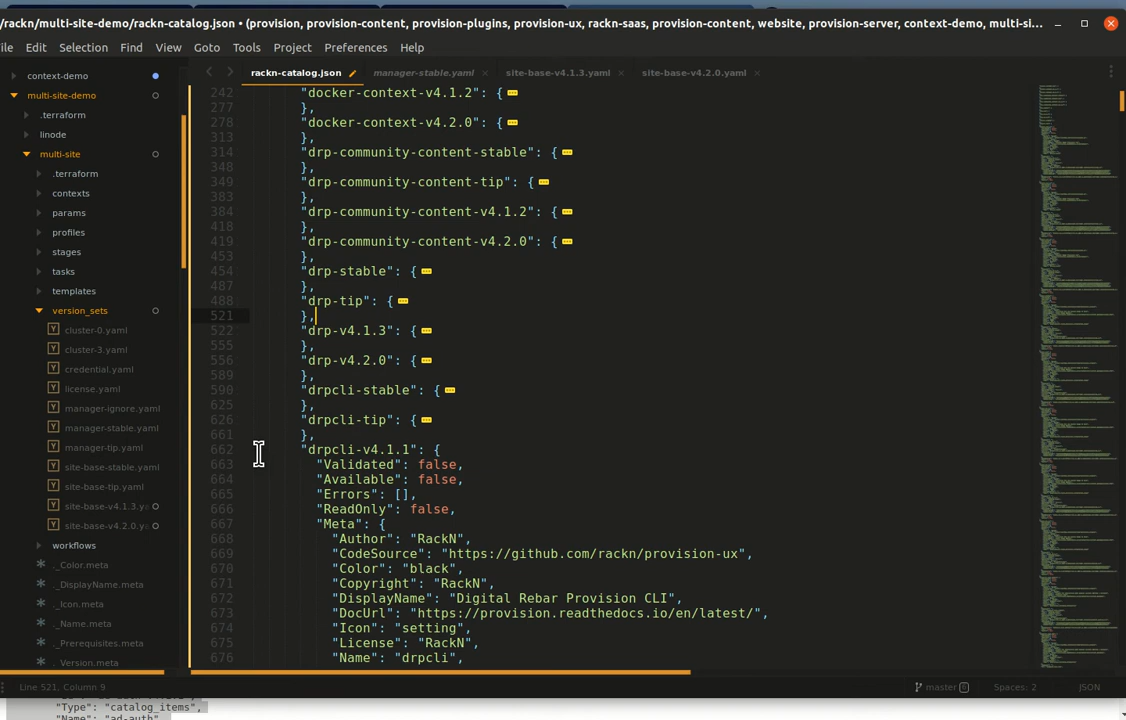 /rackn/multi-site-demo/rackn-catalog.json • (provision, provision-content, provision-plugins, provision-ux, rackn-saas, provision-content, website, provision-server, context-demo, multi-si...
ile Edit Selection Find View Goto Tools Project Preferences Help
rackn-catalog.json manager-stable.yaml site-base-v4.1.3.yaml site-base-v4.2.0.yaml
context-demo
multi-site-demo
.terraform
linode
multi-site
.terraform
contexts
params
profiles
stages
tasks
templates
version_sets
cluster-0.yaml
cluster-3.yaml
credential.yaml
license.yaml
manager-ignore.yaml
manager-stable.yaml
manager-tip.yaml
site-base-stable.yaml
site-base-tip.yaml
site-base-v4.1.3.y
site-base-v4.2.0.y
workflows
._Color.meta
._DisplayName.meta
._Icon.meta
._Name.meta
._Prerequisites.meta
._Version.meta
242 "docker-context-v4.1.2": {
277 },
278 "docker-context-v4.2.0": {
313 },
314 "drp-community-content-stable": {
348 },
349 "drp-community-content-tip": {
383 },
384 "drp-community-content-v4.1.2": {
418 },
419 "drp-community-content-v4.2.0": {
453 },
454 "drp-stable": {
487 },
488 "drp-tip": {
521 },
522 "drp-v4.1.3": {
555 },
556 "drp-v4.2.0": {
589 },
590 "drpcli-stable": {
625 },
626 "drpcli-tip": {
661 },
662 "drpcli-v4.1.1": {
663 "Validated": false,
664 "Available": false,
665 "Errors": [],
666 "ReadOnly": false,
667 "Meta": {
668 "Author": "RackN",
669 "CodeSource": "https://github.com/rackn/provision-ux",
670 "Color": "black",
671 "Copyright": "RackN",
672 "DisplayName": "Digital Rebar Provision CLI",
673 "DocUrl": "https://provision.readthedocs.io/en/latest/",
674 "Icon": "setting",
675 "License": "RackN",
676 "Name": "drpcli",
Line 521, Column 9 master Spaces: 2 JSON
"Type": "catalog_items",
"Name": "ad-auth",